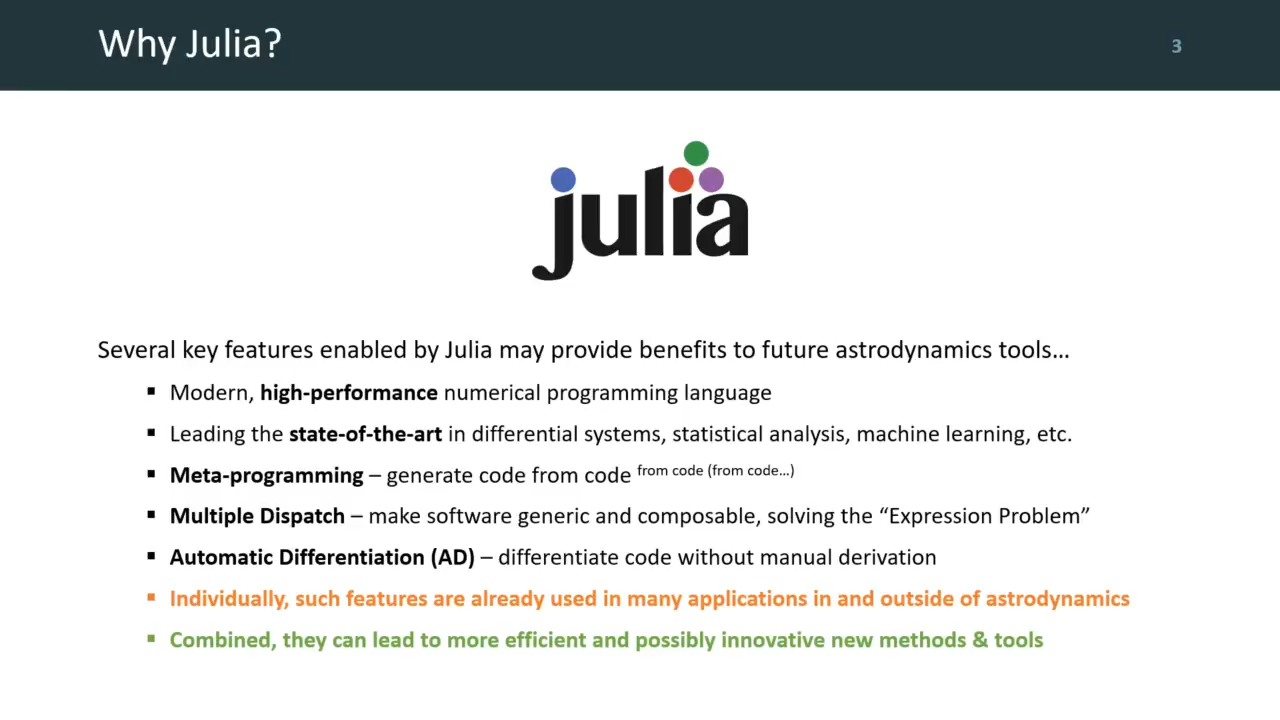 Why Julia?
3
julia
Several key features enabled by Julia may provide benefits to future astrodynamics tools…
▪ Modern, high-performance numerical programming language
▪ Leading the state-of-the-art in differential systems, statistical analysis, machine learning, etc.
▪ Meta-programming – generate code from code from code (from code…)
▪ Multiple Dispatch – make software generic and composable, solving the “Expression Problem”
▪ Automatic Differentiation (AD) – differentiate code without manual derivation
▪ Individually, such features are already used in many applications in and outside of astrodynamics
▪ Combined, they can lead to more efficient and possibly innovative new methods & tools